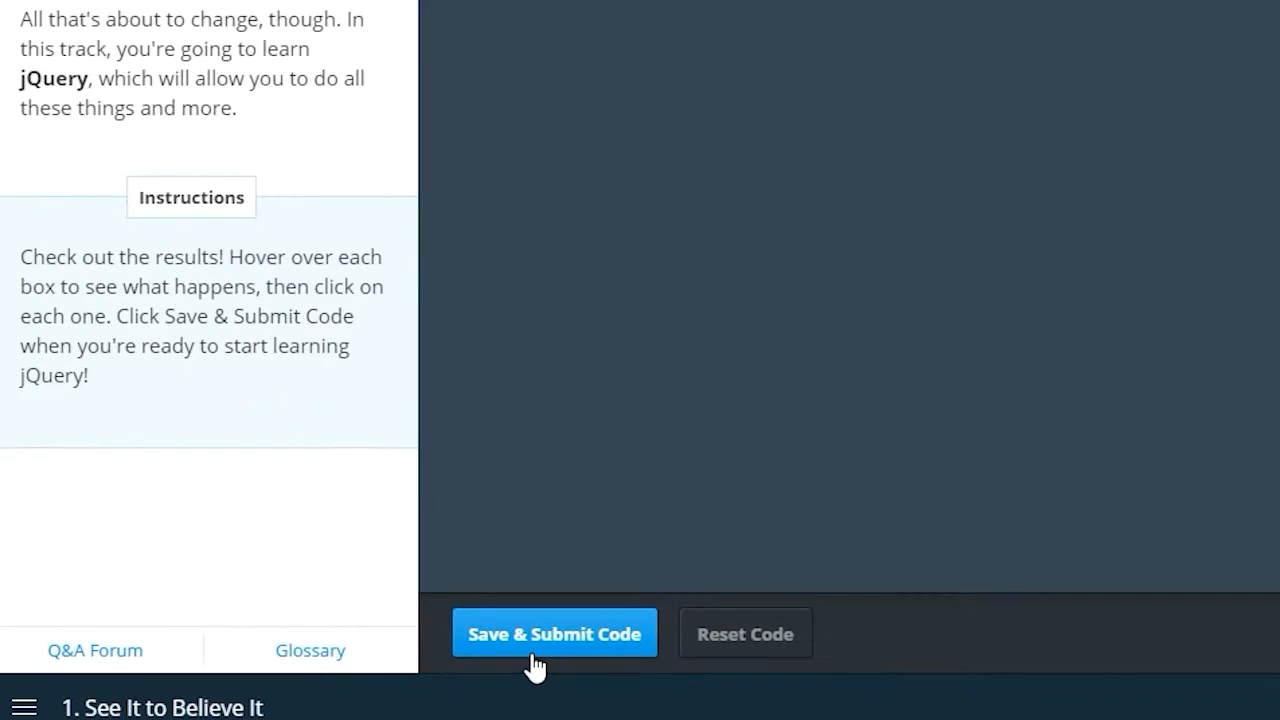 All that's about to change, though. In
this track, you're going to learn
jQuery, which will allow you to do all
these things and more.
Instructions
Check out the results! Hover over each
box to see what happens, then click on
each one. Click Save & Submit Code
when you're ready to start learning
jQuery!
Save & Submit Code
Reset Code
Q&A Forum
Glossary
1. See It to Believe It